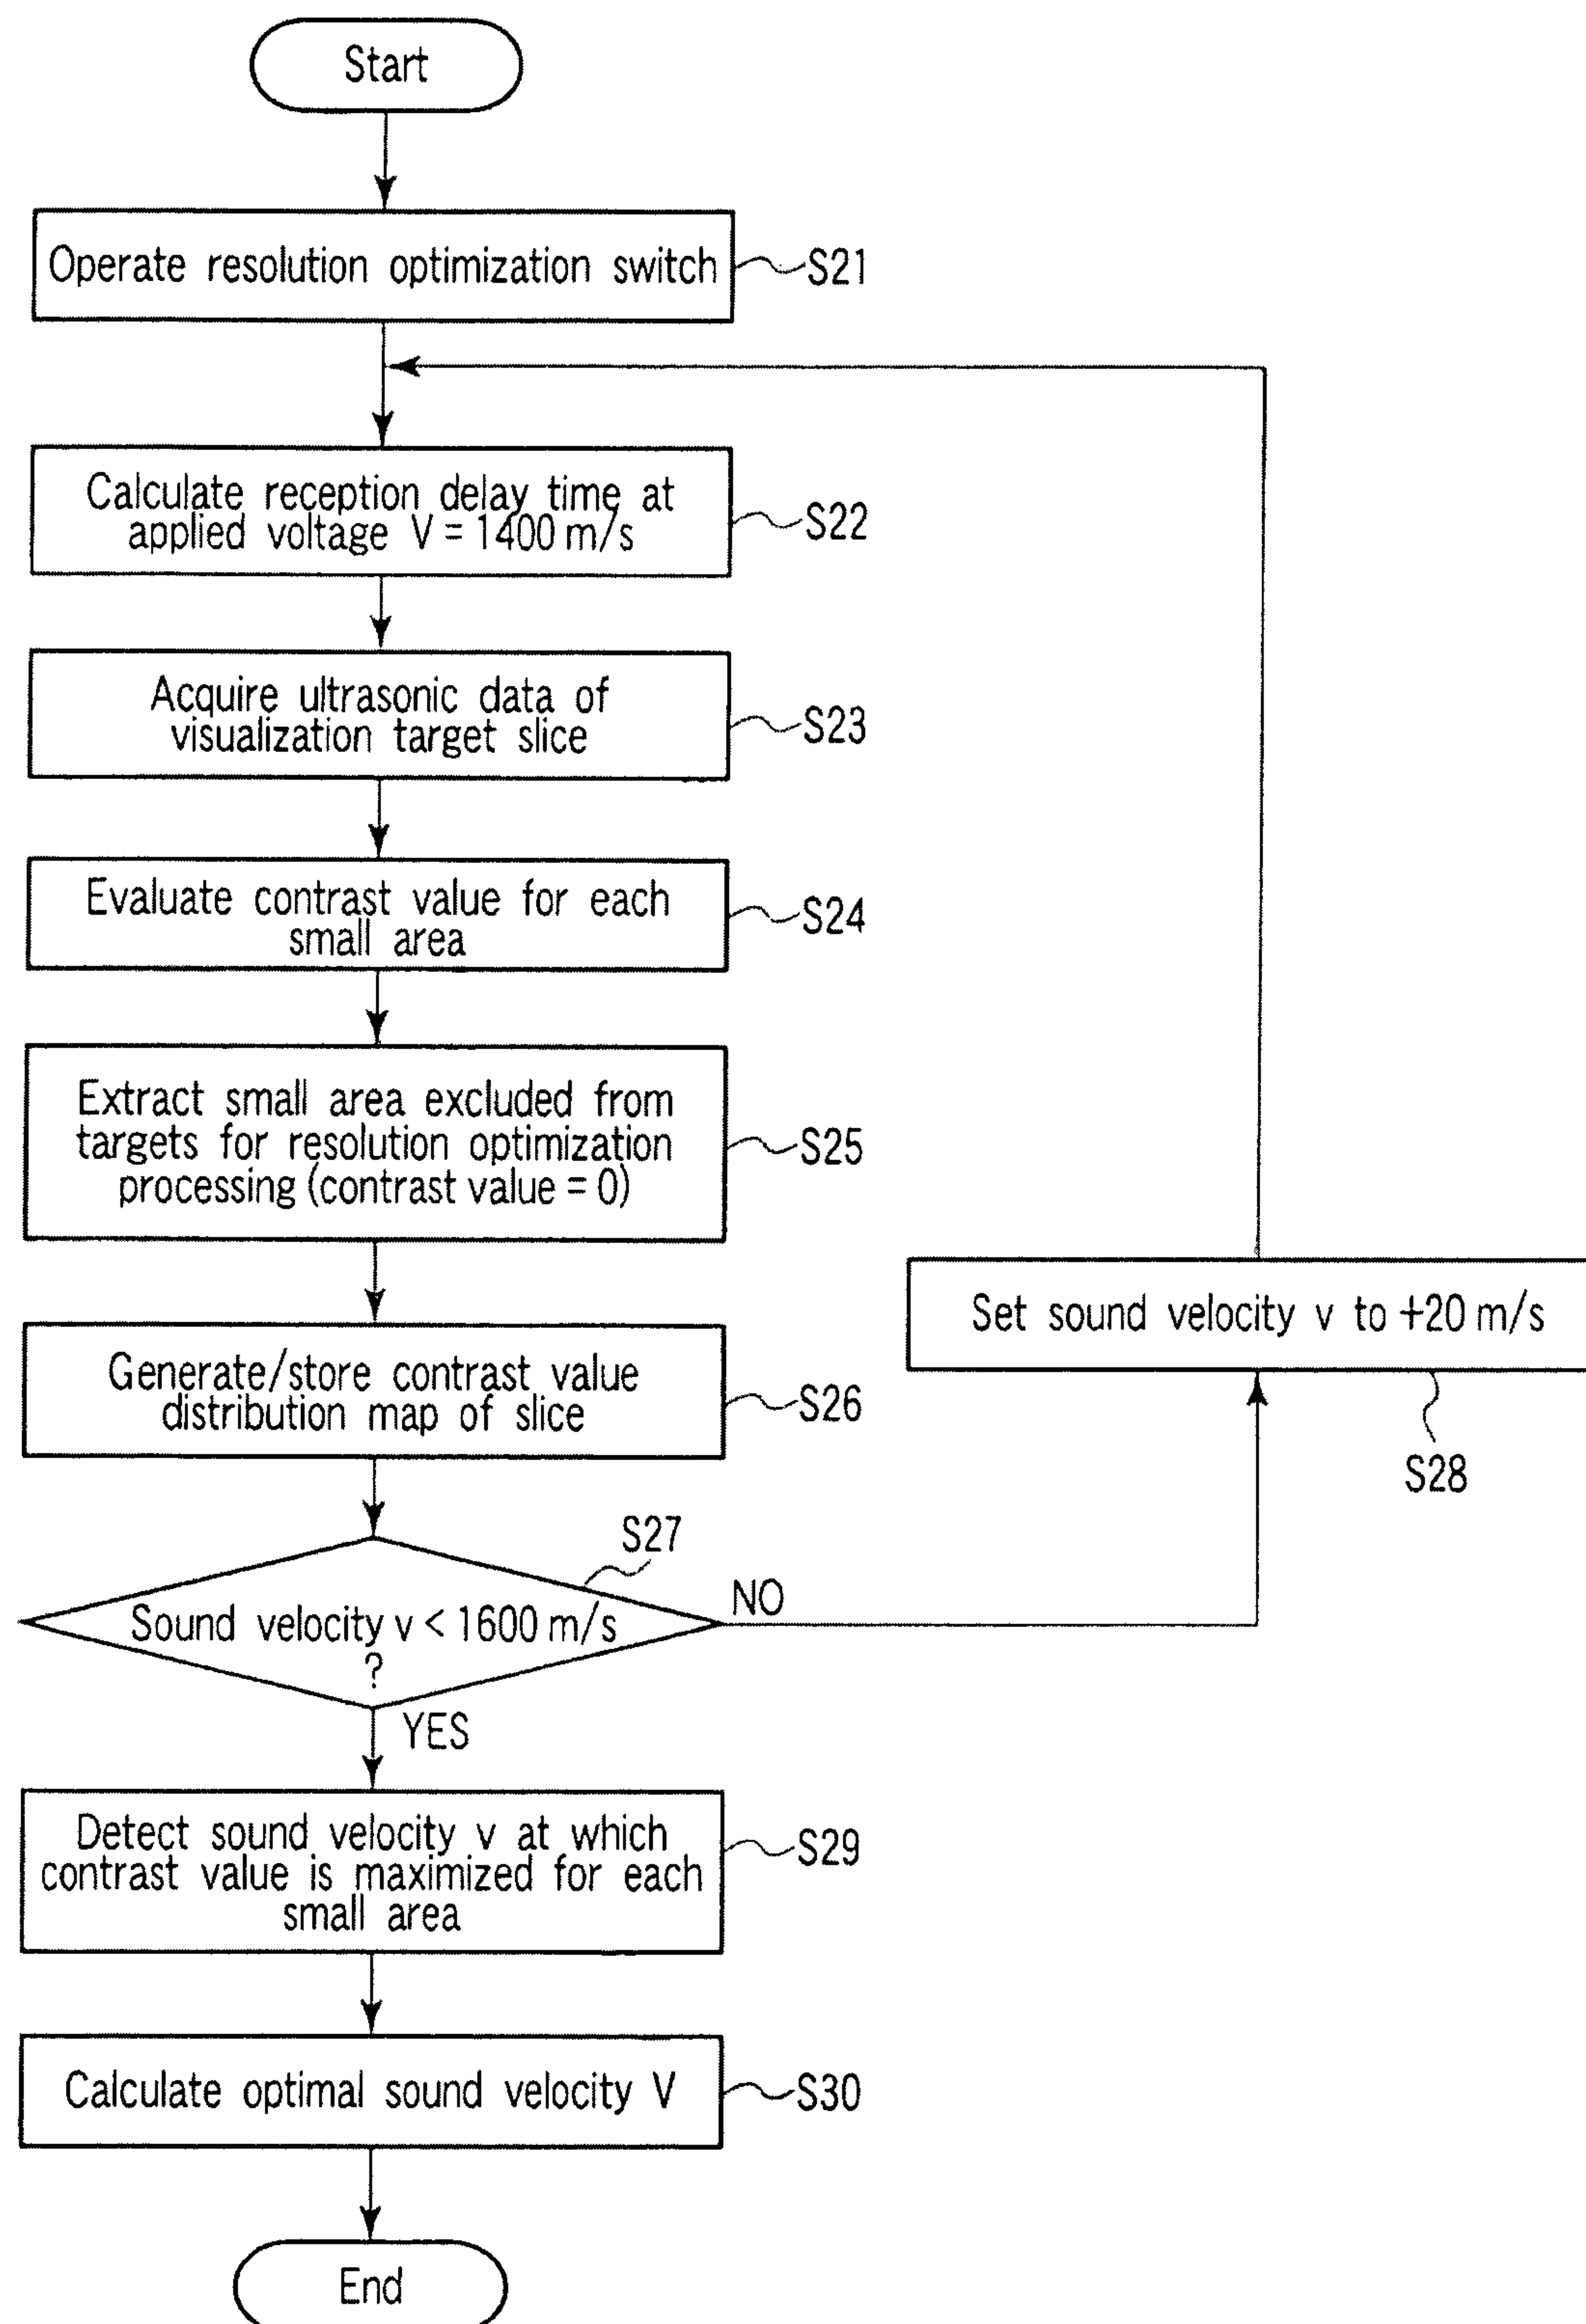 Start
Operate resolution optimization switch
S21
Calculate reception delay time at
applied voltage V = 1400 m/s
S22
Acquire ultrasonic data of
visualization target slice
S23
Evaluate contrast value for each
small area
S24
Extract small area excluded from
targets for resolution optimization
processing (contrast value = 0)
S25
Set sound velocity v to +20 m/s
S28
Generate/store contrast value
distribution map of slice
S26
S27
Sound velocity v < 1600 m/s
?
NO
YES
Detect sound velocity v at which
contrast value is maximized for each
small area
S29
Calculate optimal sound velocity V
S30
End